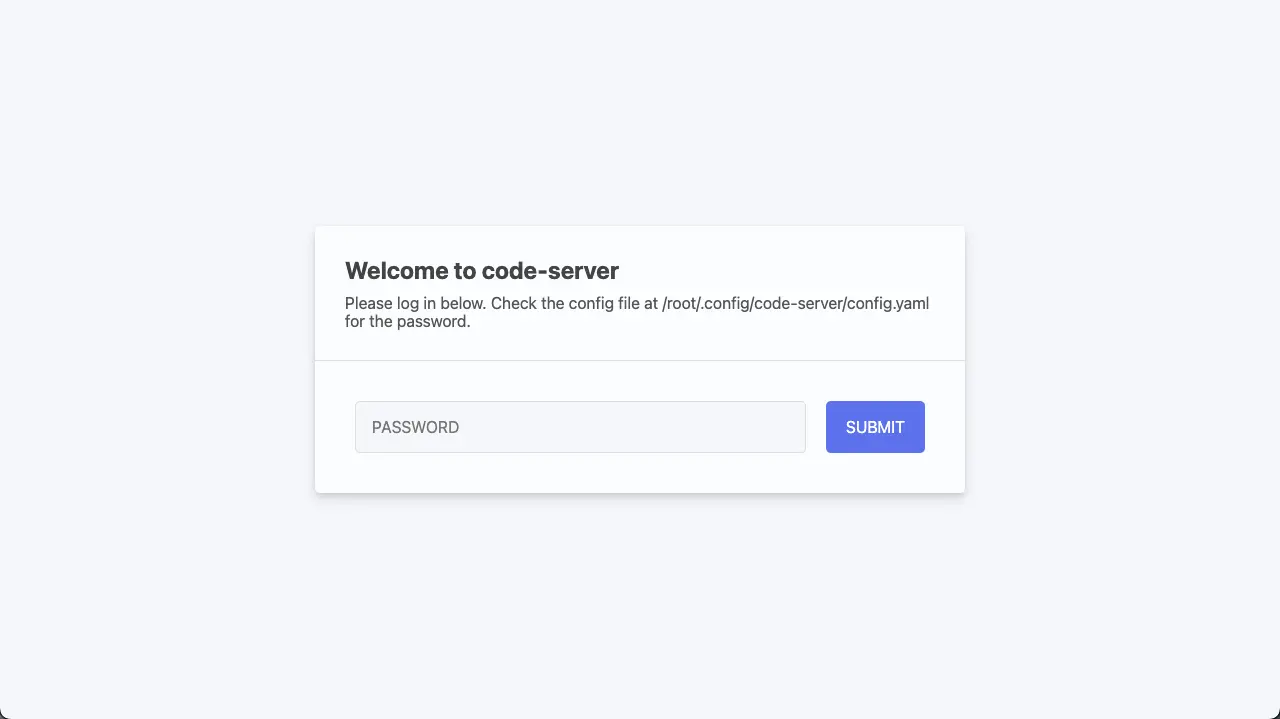 Welcome to code-server
Please log in below. Check the config file at /root/.config/code-server/config.yaml
for the password.
PASSWORD
SUBMIT